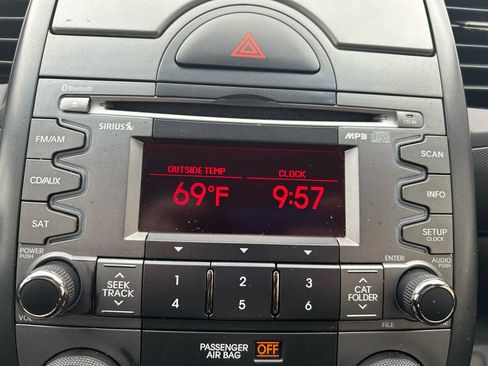 Bluetooth
CD-IN
SIRIUS
MP3
FM/AM
SCAN
OUTSIDE TEMP
CLOCK
69°F
9:57
CD/AUX
INFO
SAT
SETUP
CLOCK
POWER
PUSH
ENTER
AUDIO
PUSH
SEEK
TRACK
1 2 3
4 5 6
CAT
FOLDER
VOL
FILE
PASSENGER
AIR BAG
OFF